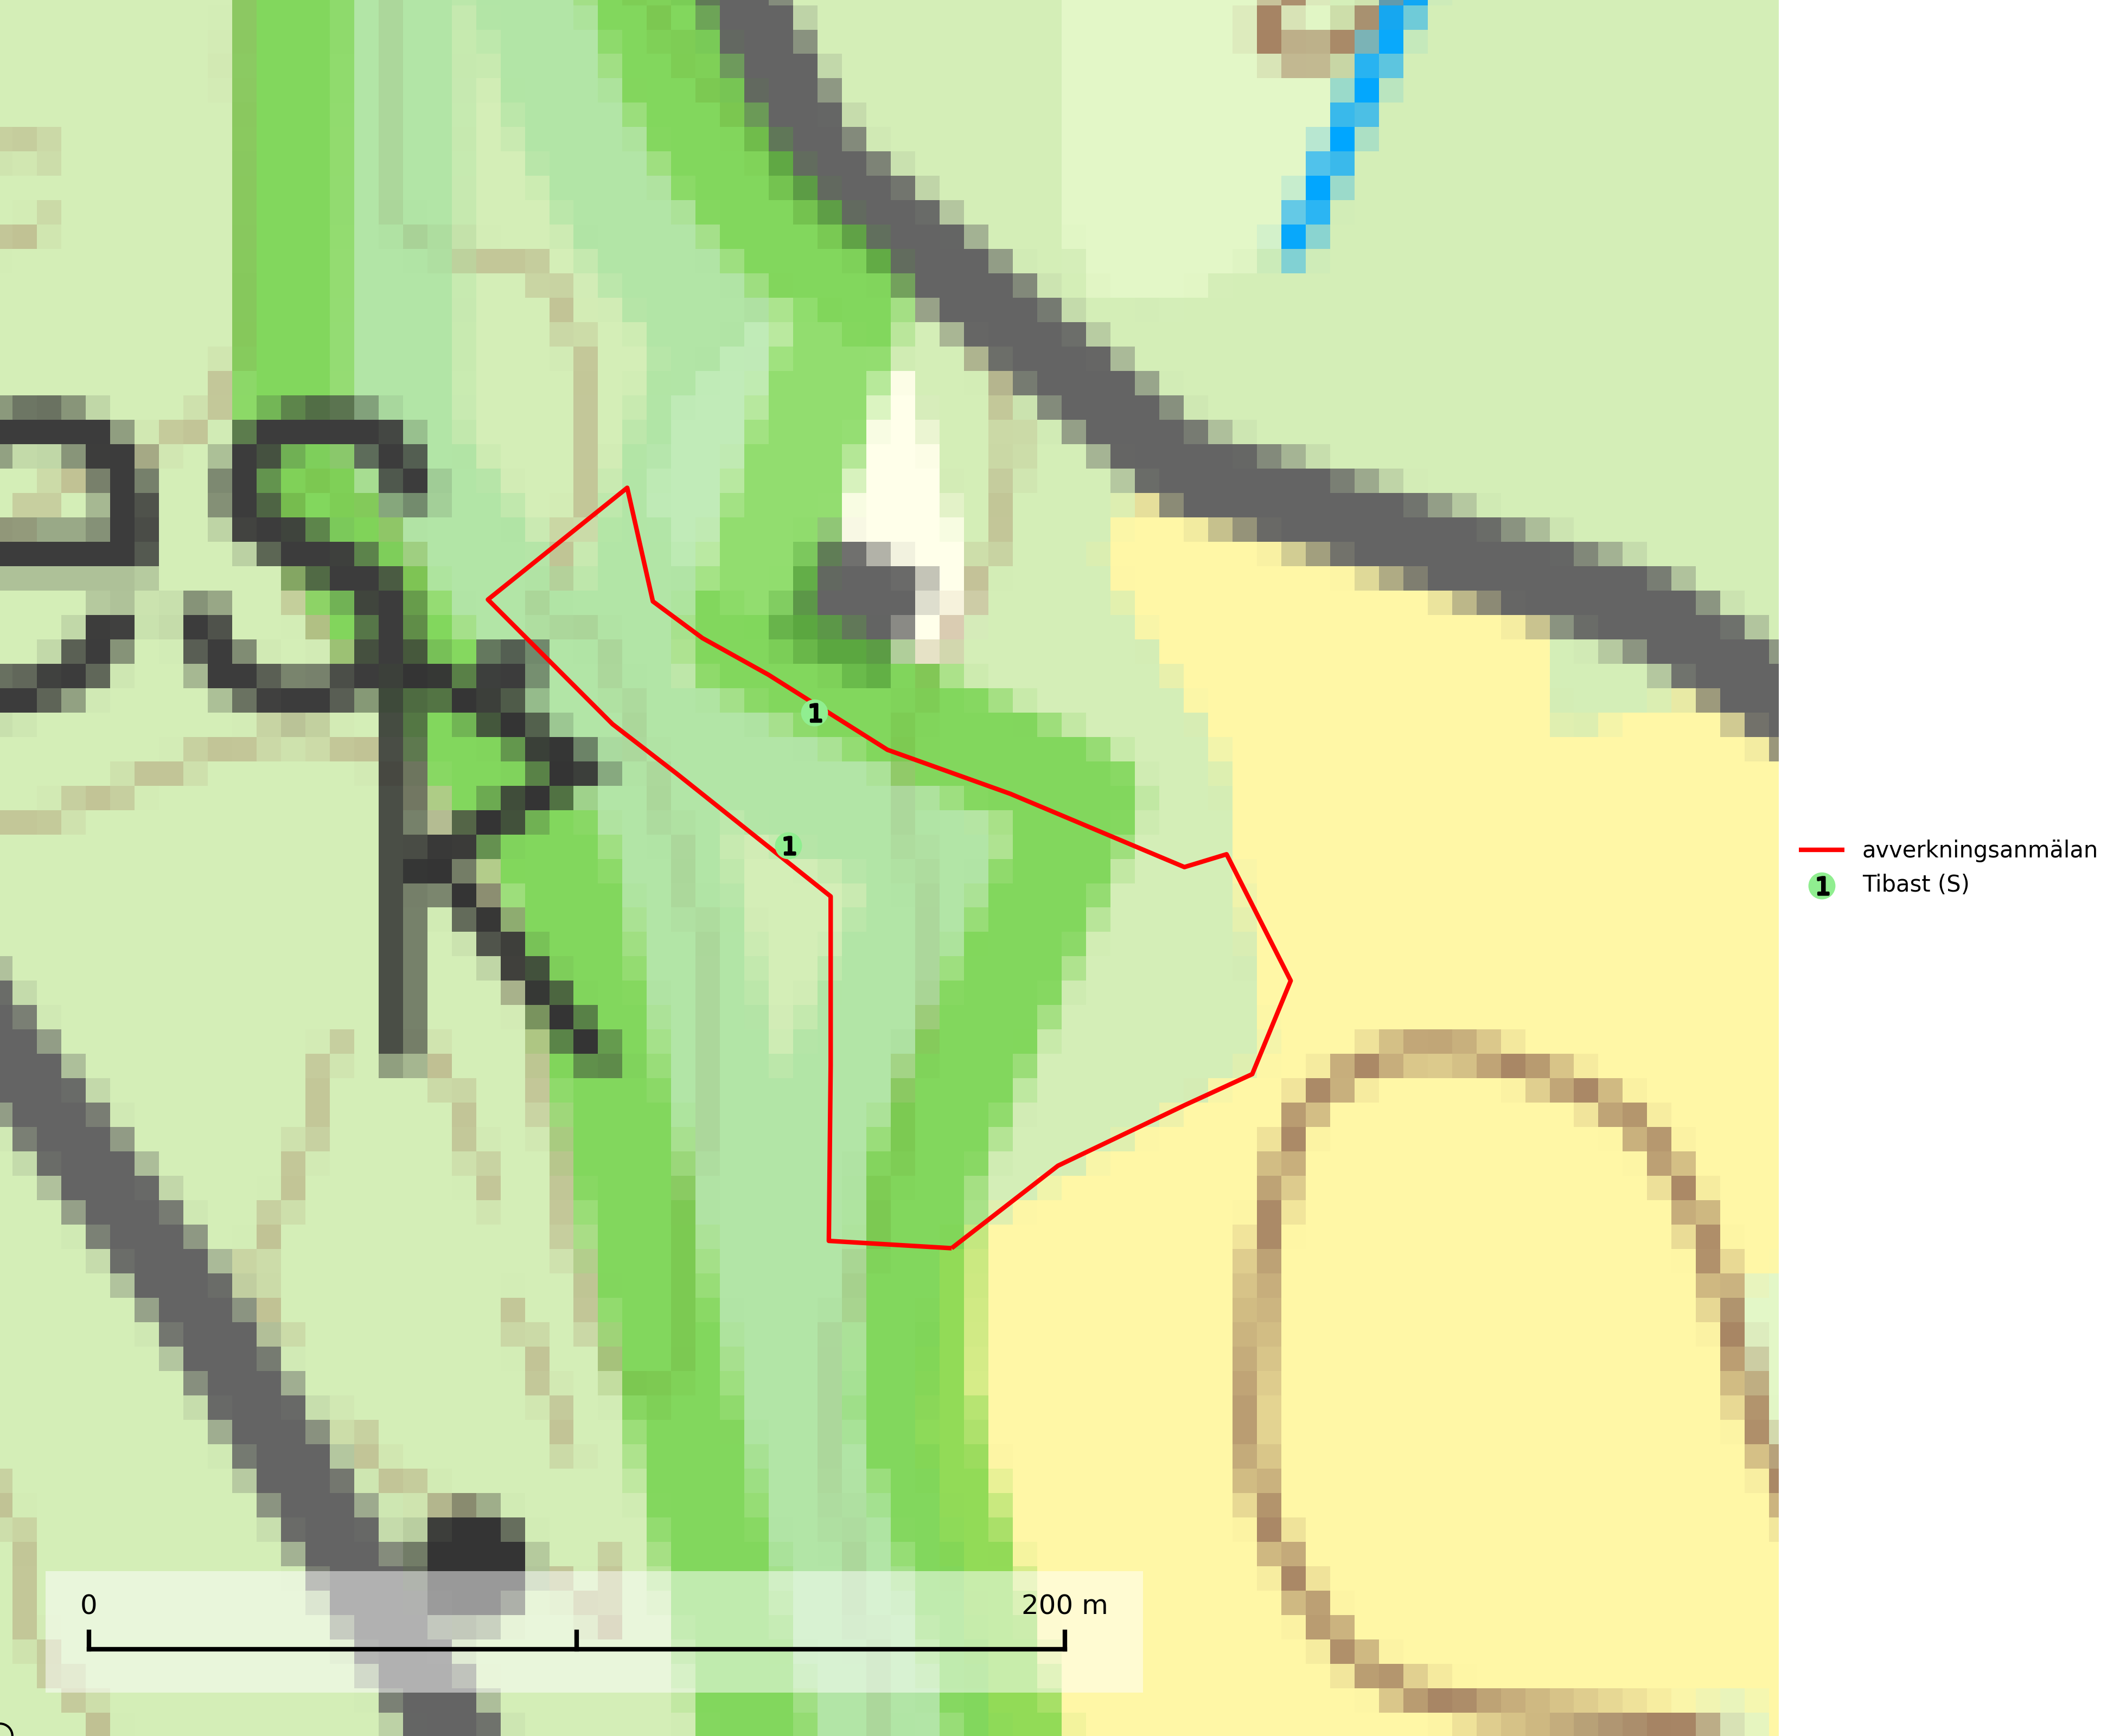 1
1
avverkningsanmälan
1 Tibast (S)
0 200 m